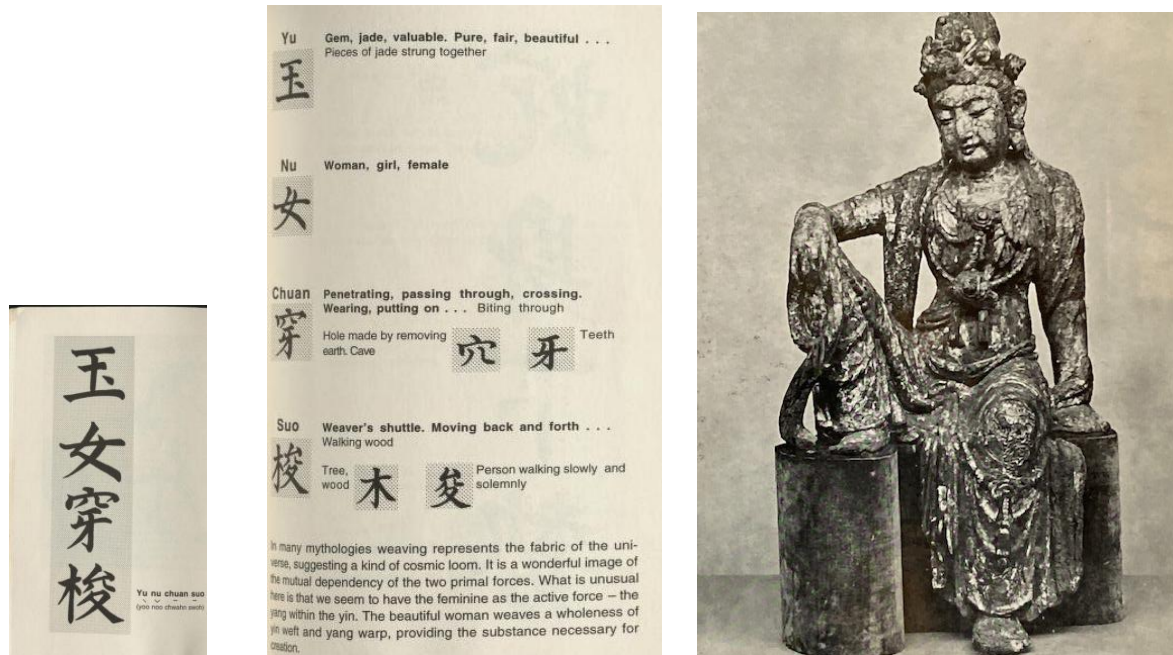 玉
女
穿
梭
Yu nu chuan suo
(yoo noo chwahn swoh)
Yu
玉
Gem, jade, valuable. Pure, fair, beautiful . . .
Pieces of jade strung together
Nu
女
Woman, girl, female
Chuan
穿
Penetrating, passing through, crossing.
Wearing, putting on . . . Biting through
Hole made by removing
earth. Cave
穴
牙
Teeth
Suo
梭
Weaver's shuttle. Moving back and forth . . .
Walking wood
Tree,
wood
木
夋
Person walking slowly and
solemnly
In many mythologies weaving represents the fabric of the uni-
verse, suggesting a kind of cosmic loom. It is a wonderful image of
the mutual dependency of the two primal forces. What is unusual
here is that we seem to have the feminine as the active force – the
yang within the yin. The beautiful woman weaves a wholeness of
yin weft and yang warp, providing the substance necessary for
creation.